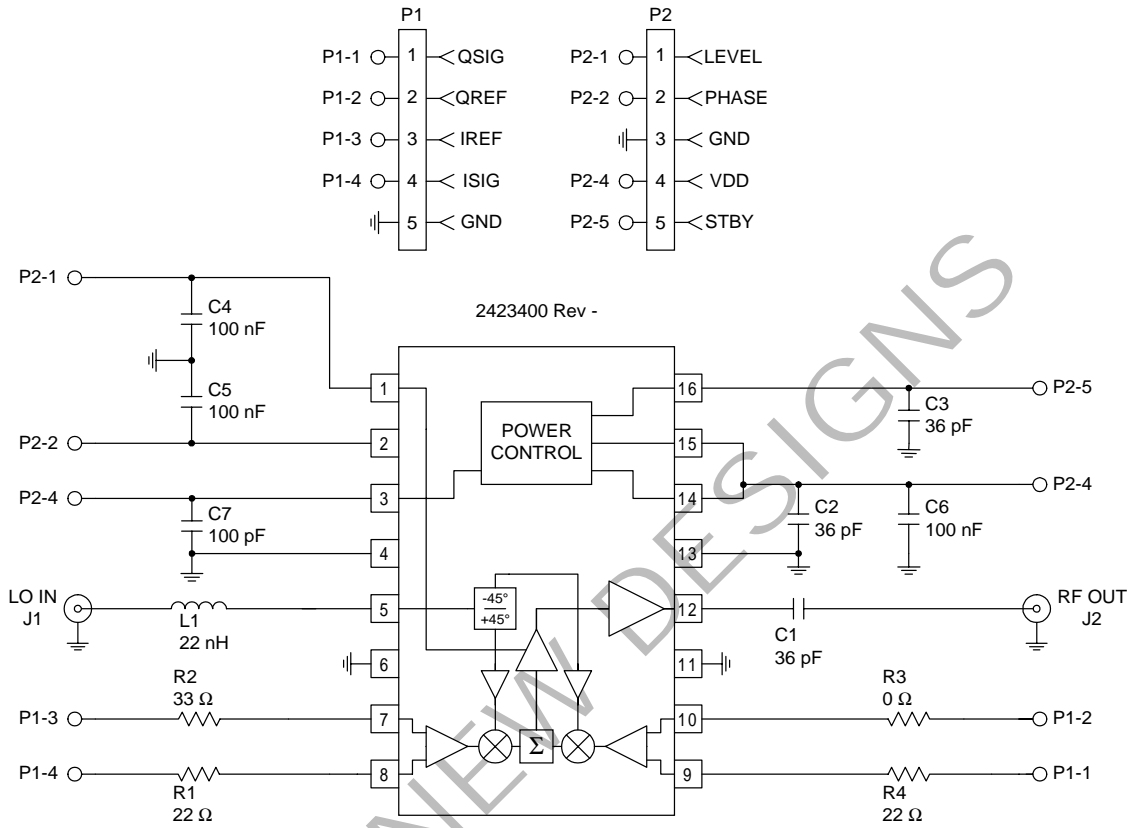 P1
P2
P1-1
1
QSIG
P2-1
1
LEVEL
P1-2
2
QREF
P2-2
2
PHASE
P1-3
3
IREF
3
GND
P1-4
4
ISIG
P2-4
4
VDD
5
GND
P2-5
5
STBY
P2-1
C4
100 nF
2423400 Rev -
C5
100 nF
1
16
P2-5
C3
36 pF
POWER
CONTROL
P2-2
2
15
P2-4
3
14
P2-4
C7
100 pF
C2
36 pF
C6
100 nF
4
13
LO IN
J1
L1
22 nH
5
-45°
+45°
12
C1
36 pF
RF OUT
J2
6
11
R2
33 Ω
R3
0 Ω
P1-3
7
10
P1-2
Σ
P1-4
8
9
P1-1
R1
22 Ω
R4
22 Ω
NEW DESIGNS